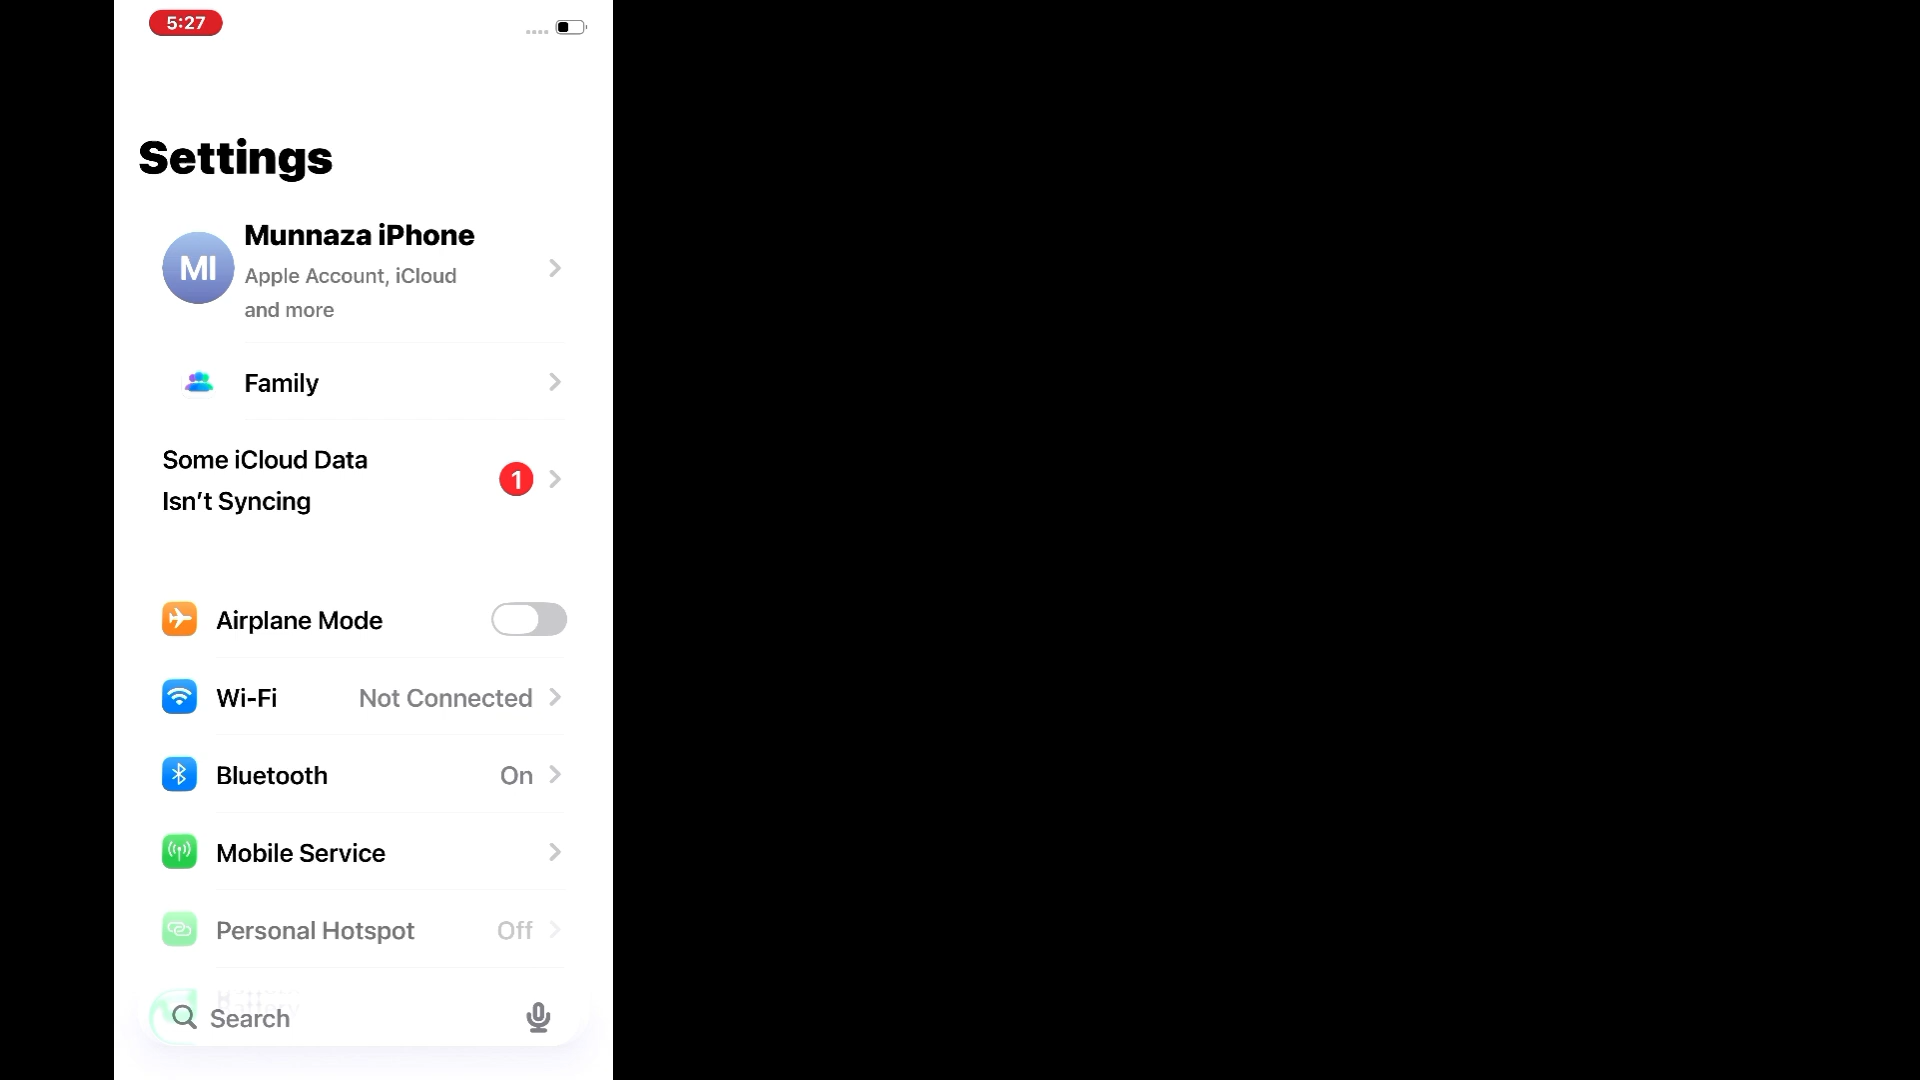 5:27
Settings
MI
Munnaza iPhone
Apple Account, iCloud
and more
Family
Some iCloud Data
Isn't Syncing
1
Airplane Mode
Wi-Fi Not Connected
Bluetooth On
Mobile Service
Personal Hotspot Off
Battery
Search